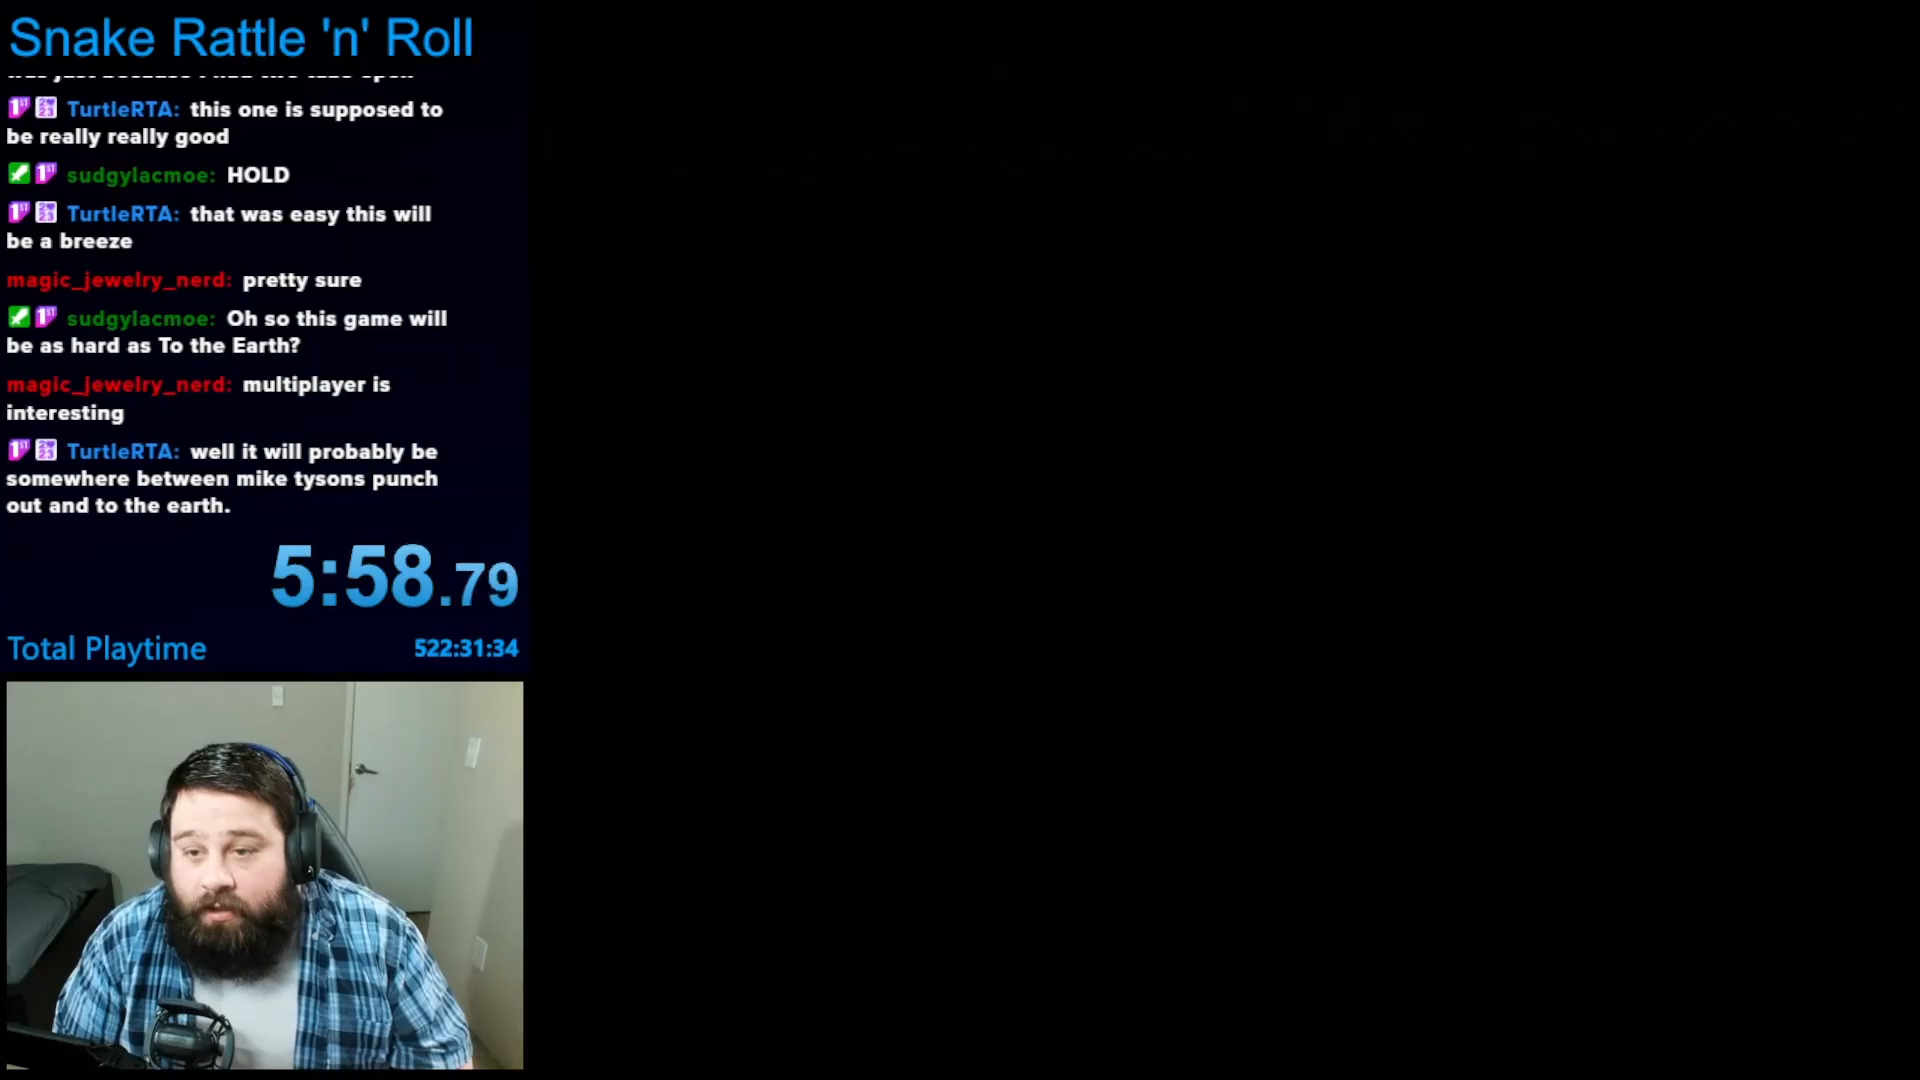 Snake Rattle 'n' Roll
TurtleRTA: this one is supposed to
be really really good
sudgylacmoe: HOLD
TurtleRTA: that was easy this will
be a breeze
magic_jewelry_nerd: pretty sure
sudgylacmoe: Oh so this game will
be as hard as To the Earth?
magic_jewelry_nerd: multiplayer is
interesting
TurtleRTA: well it will probably be
somewhere between mike tysons punch
out and to the earth.
5:58.79
Total Playtime 522:31:34